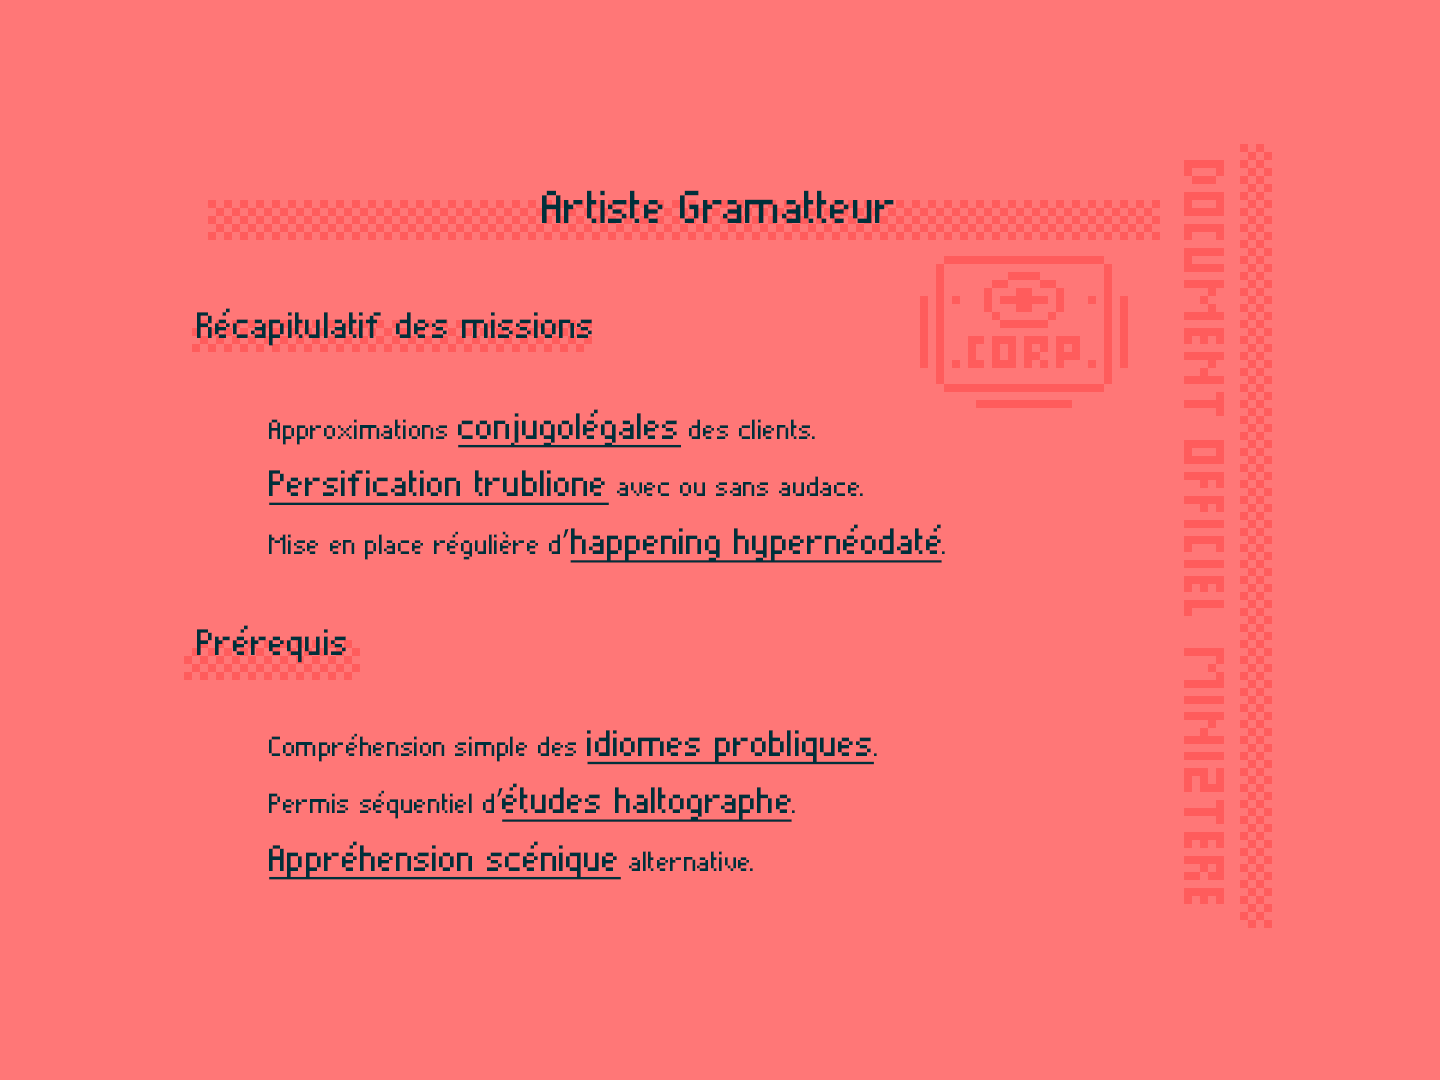 Artiste Gramatteur
.CORP.
Récapitulatif des missions
Approximations conjugolégales des clients.
Persification trublione avec ou sans audace.
Mise en place régulière d'happening hypernéodaté.
Prérequis
Compréhension simple des idiomes probliques.
Permis séquentiel d'études haltographe.
Appréhension scénique alternative.
DOCUMENT OFFICIEL MINISTERE